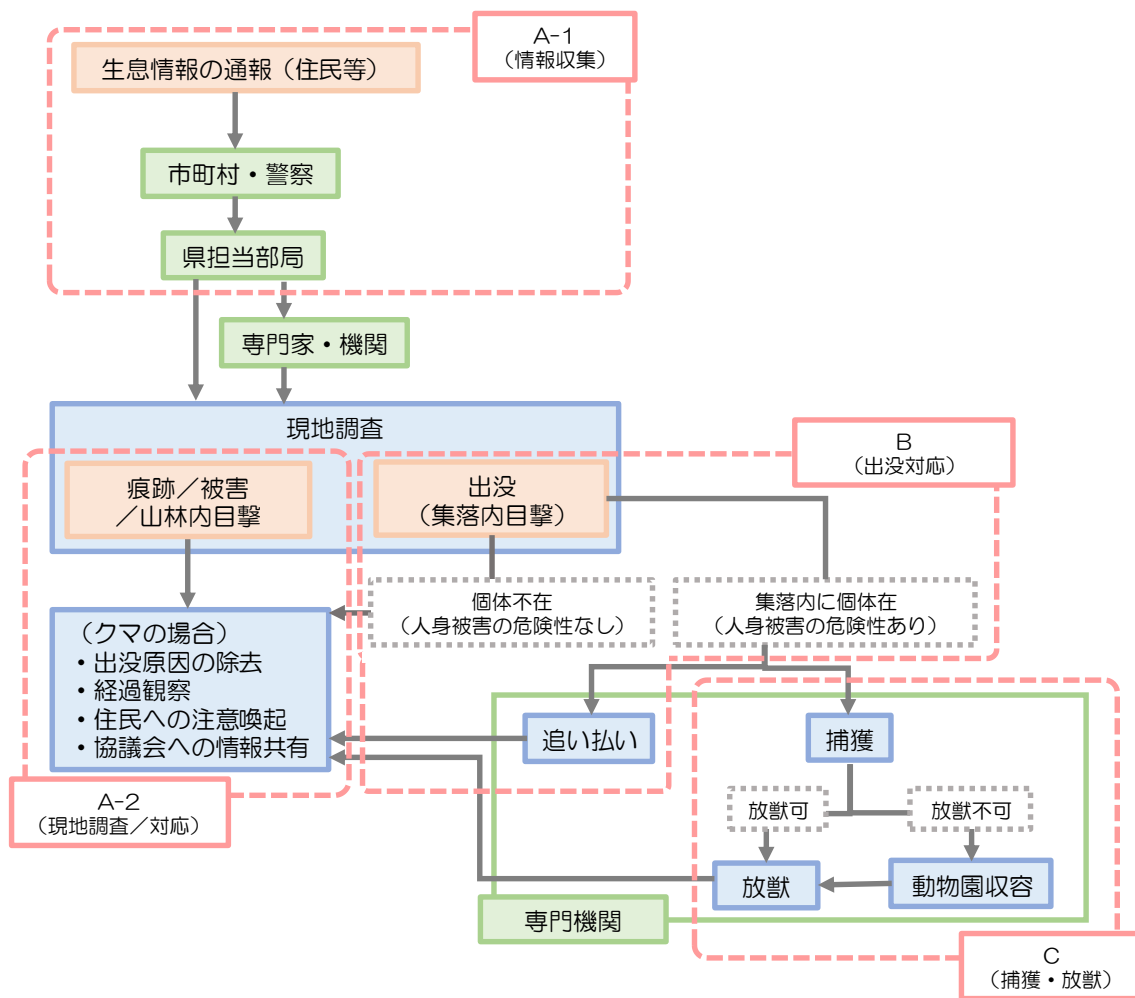 A-1
（情報収集）
生息情報の通報（住民等）
市町村・警察
県担当部局
専門家・機関
現地調査
B
（出没対応）
痕跡／被害
／山林内目撃
出没
（集落内目撃）
個体不在
（人身被害の危険性なし）
集落内に個体在
（人身被害の危険性あり）
（クマの場合）
・出没原因の除去
・経過観察
・住民への注意喚起
・協議会への情報共有
追い払い
捕獲
A-2
（現地調査／対応）
放獣可
放獣不可
放獣
動物園収容
専門機関
C
（捕獲・放獣）